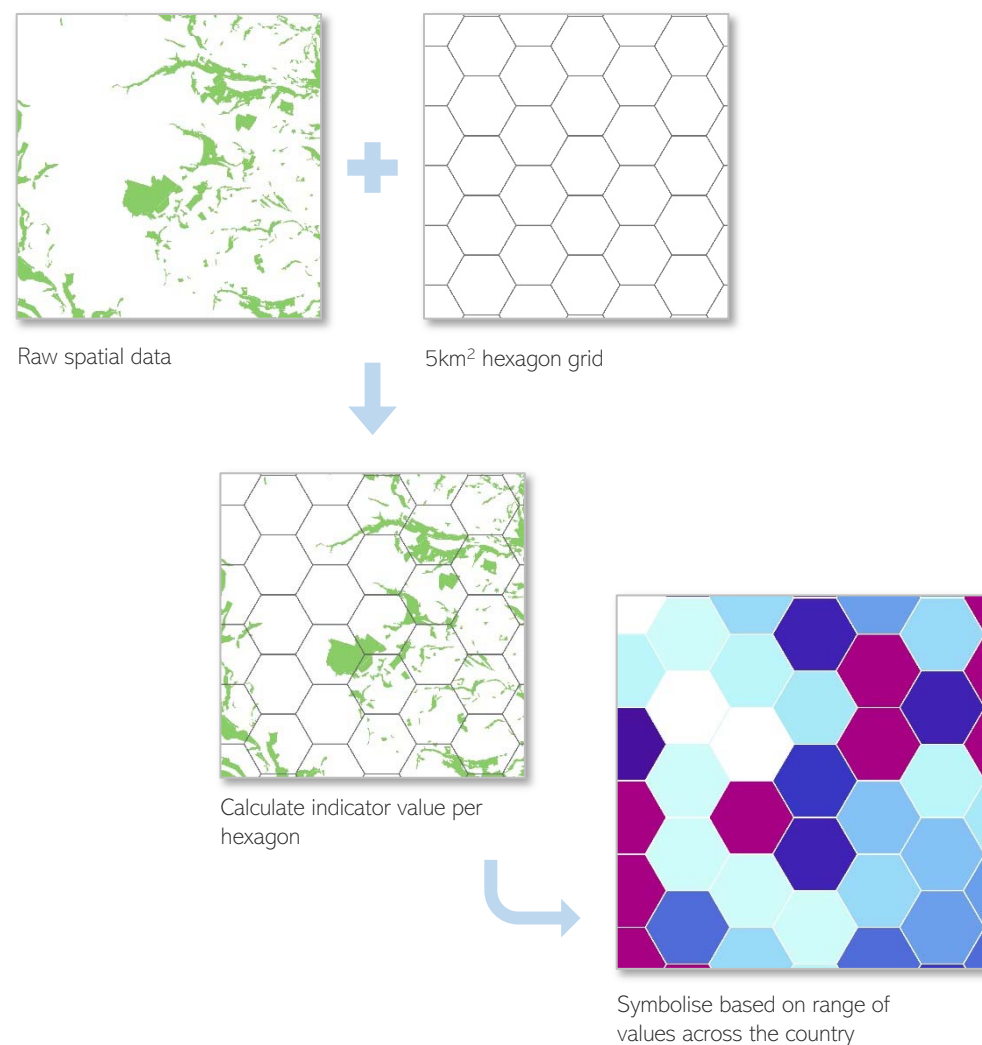 Raw spatial data
5km² hexagon grid
Calculate indicator value per
hexagon
Symbolise based on range of
values across the country